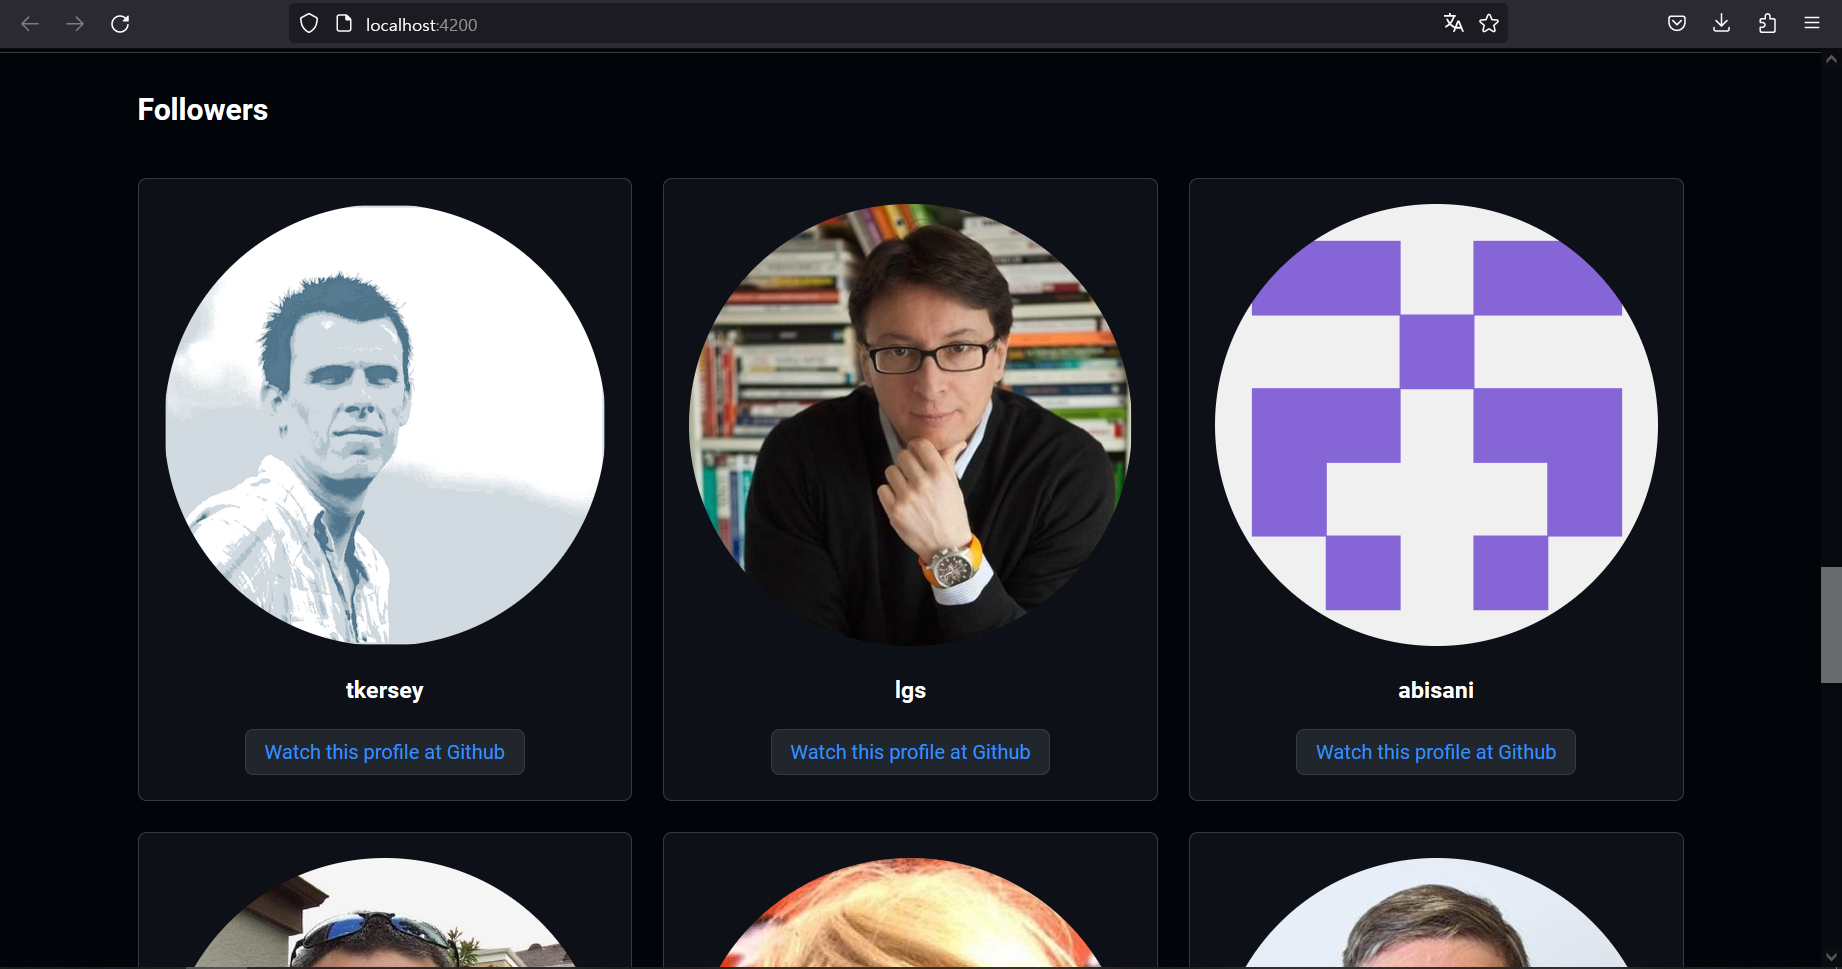 localhost:4200
Followers
tkersey
lgs
abisani
Watch this profile at Github
Watch this profile at Github
Watch this profile at Github